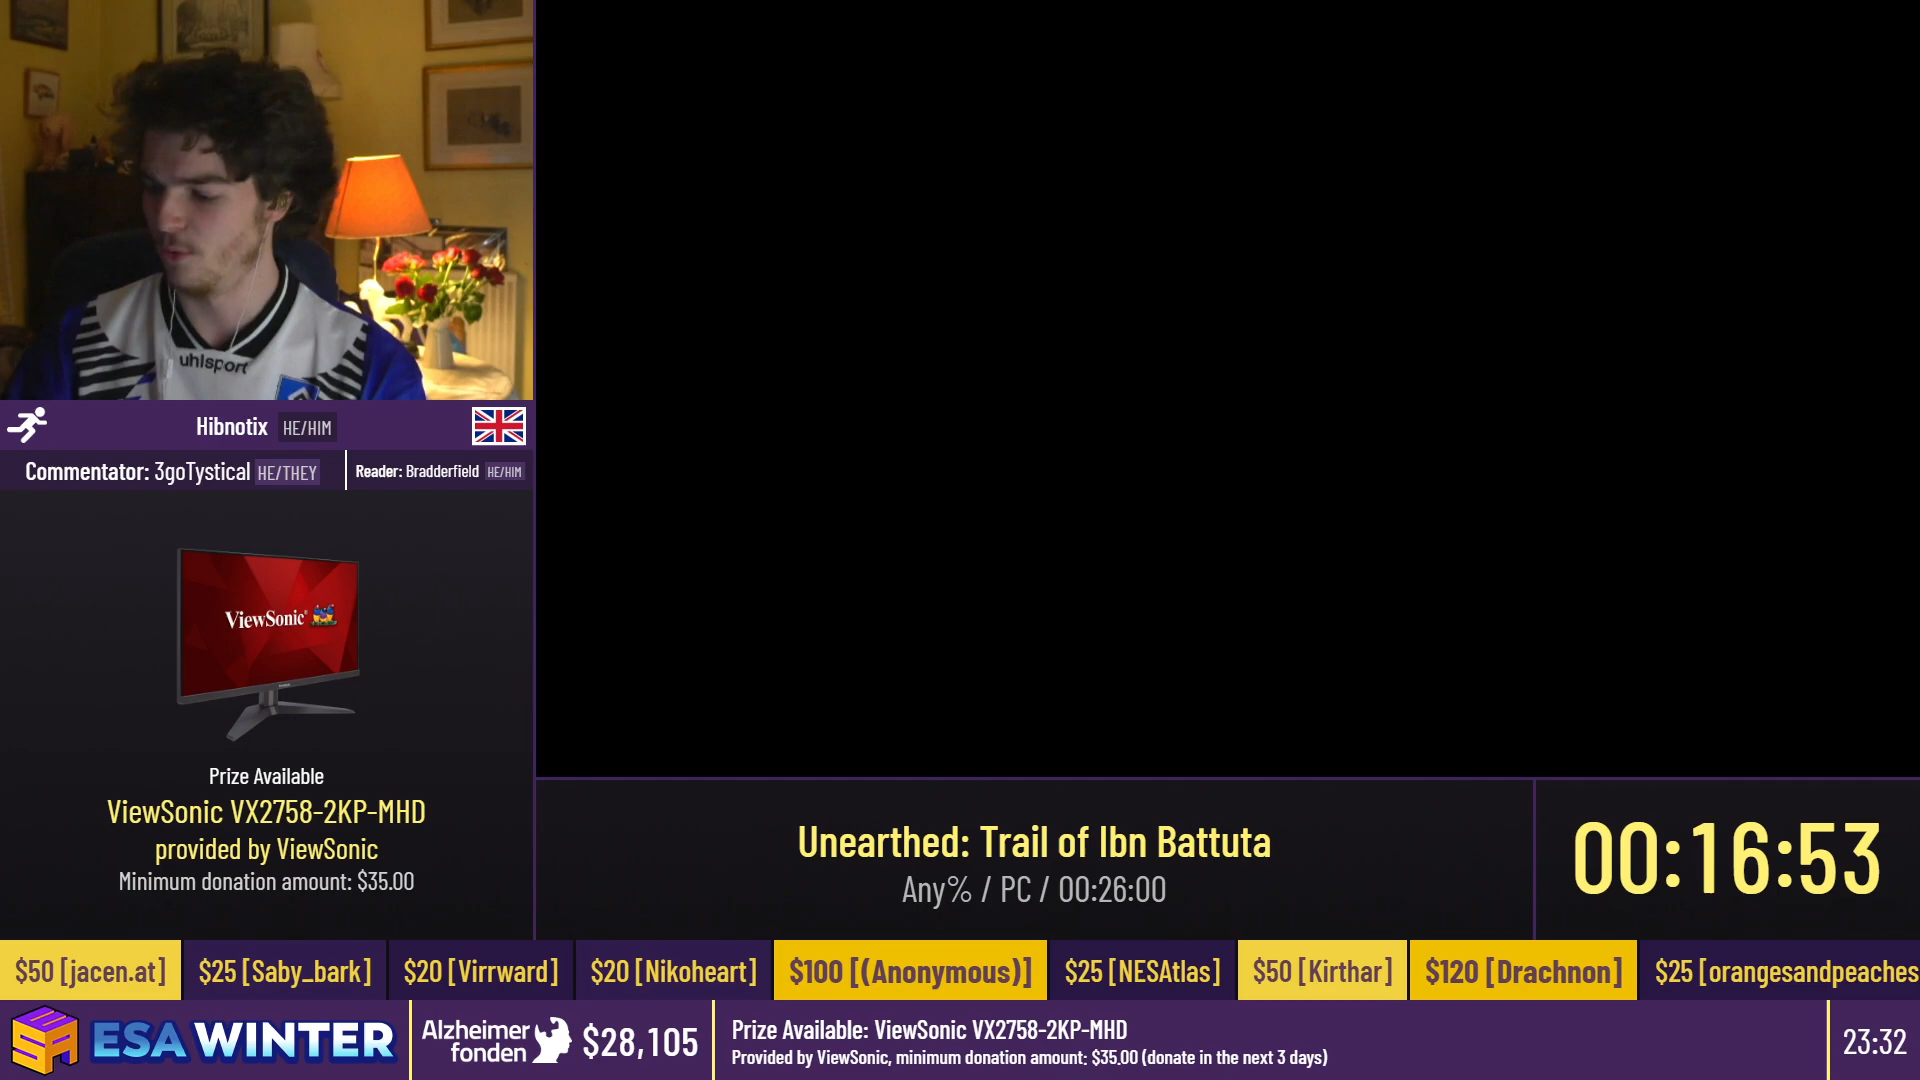 uhlsport
Hibnotix HE/HIM
Commentator: 3goTystical HE/THEY
Reader: Bradderfield HE/HIM
ViewSonic
Prize Available
ViewSonic VX2758-2KP-MHD
provided by ViewSonic
Minimum donation amount: $35.00
Unearthed: Trail of Ibn Battuta
Any% / PC / 00:26:00
00:16:53
$50 [jacen.at] $25 [Saby_bark] $20 [Virrward] $20 [Nikoheart] $100 [(Anonymous)] $25 [NESAtlas] $50 [Kirthar] $120 [Drachnon] $25 [orangesandpeaches
ESA WINTER
Alzheimer
fonden
$28,105
Prize Available: ViewSonic VX2758-2KP-MHD
Provided by ViewSonic, minimum donation amount: $35.00 (donate in the next 3 days)
23:32